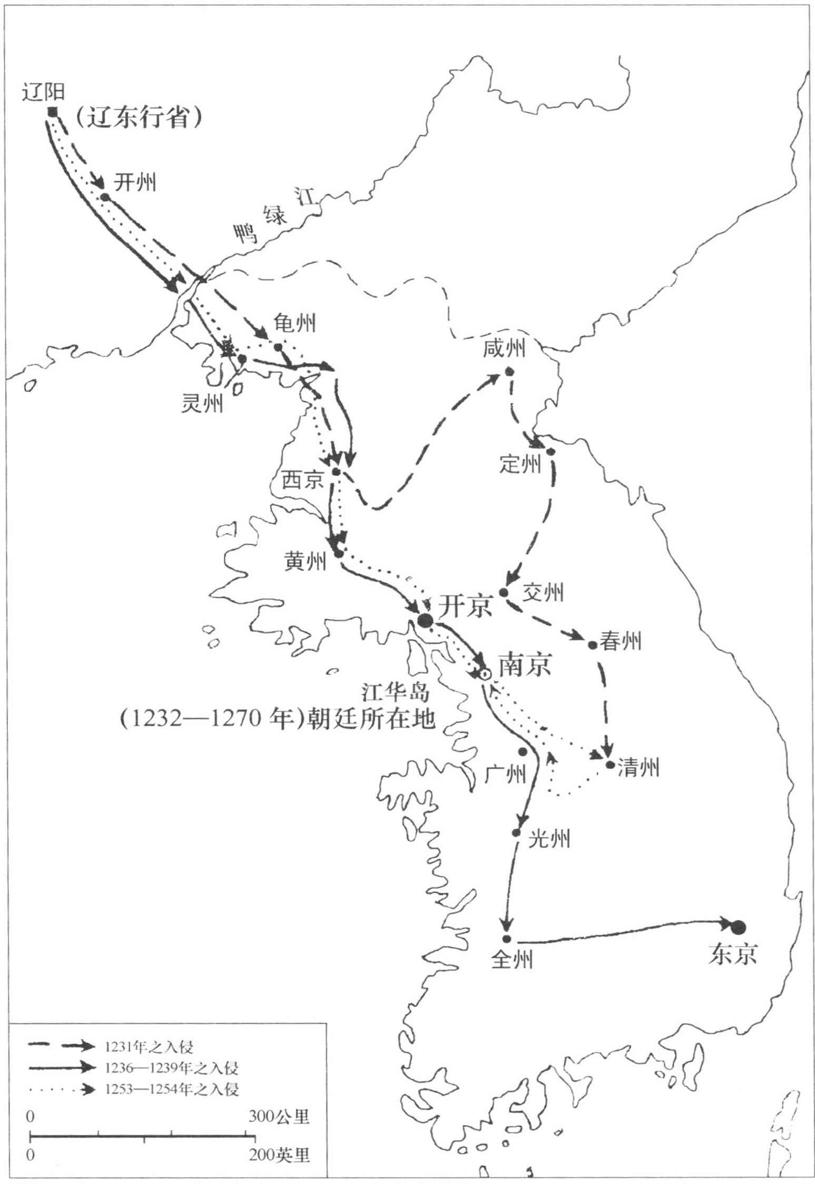 辽阳
(辽东行省)
开州
鸭绿江
龟州
灵州
咸州
定州
西京
黄州
交州
开京
春州
南京
江华岛
(1232—1270 年)朝廷所在地
广州
清州
光州
全州
东京
1231年之入侵
1236—1239年之入侵
1253—1254年之入侵
0 300公里
0 200英里